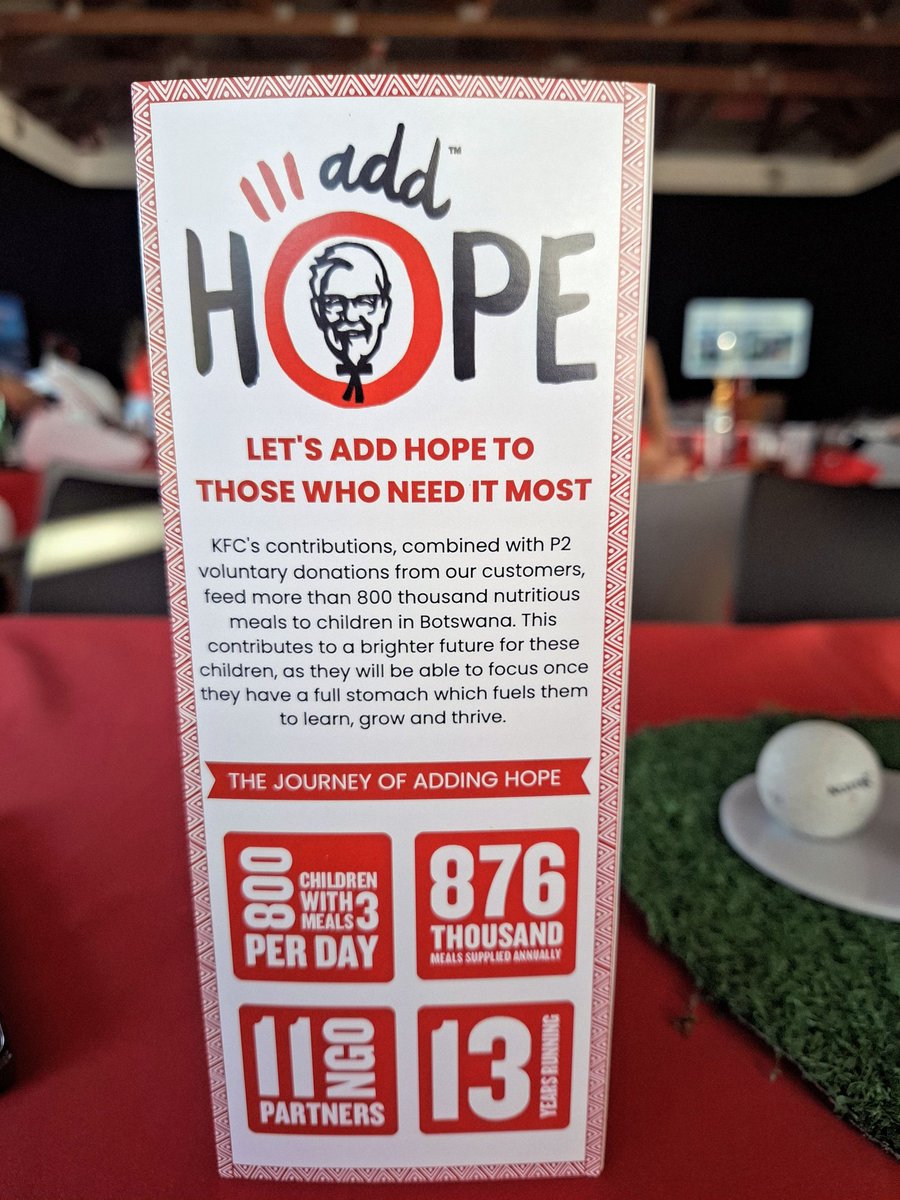 add™
HOPE
LET'S ADD HOPE TO
THOSE WHO NEED IT MOST
KFC's contributions, combined with P2
voluntary donations from our customers,
feed more than 800 thousand nutritious
meals to children in Botswana. This
contributes to a brighter future for these
children, as they will be able to focus once
they have a full stomach which fuels them
to learn, grow and thrive.
THE JOURNEY OF ADDING HOPE
800
CHILDREN
WITH 3
MEALS
PER DAY
876
THOUSAND
MEALS SUPPLIED ANNUALLY
11 NGO
PARTNERS
13 YEARS RUNNING